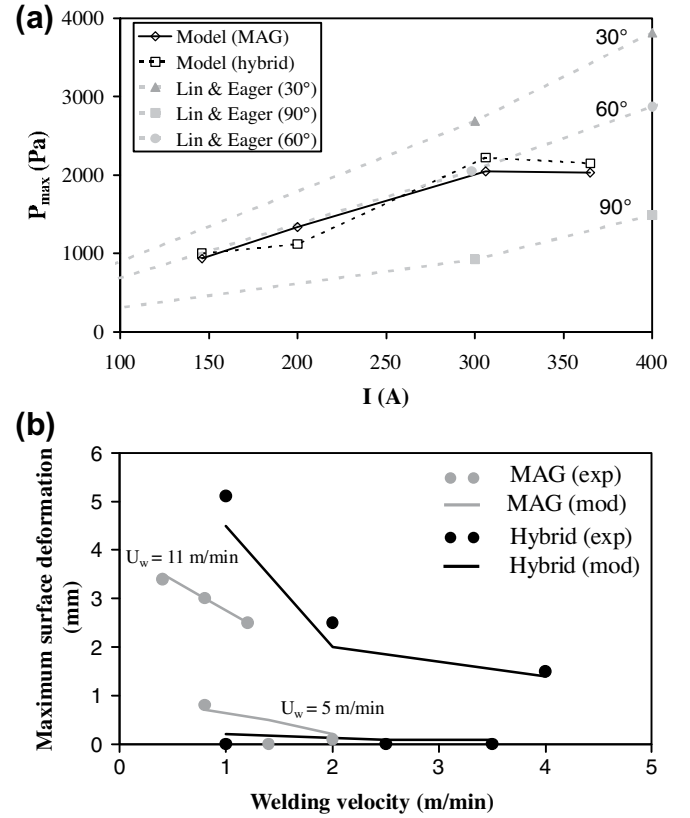 (a)
4000
3000
2000
1000
0
P_max (Pa)
Model (MAG)
Model (hybrid)
Lin & Eager (30°)
Lin & Eager (90°)
Lin & Eager (60°)
30°
60°
90°
100 150 200 250 300 350 400
I (A)
(b)
6
5
4
3
2
1
0
Maximum surface deformation
(mm)
MAG (exp)
MAG (mod)
Hybrid (exp)
Hybrid (mod)
U_w = 11 m/min
U_w = 5 m/min
0 1 2 3 4 5
Welding velocity (m/min)